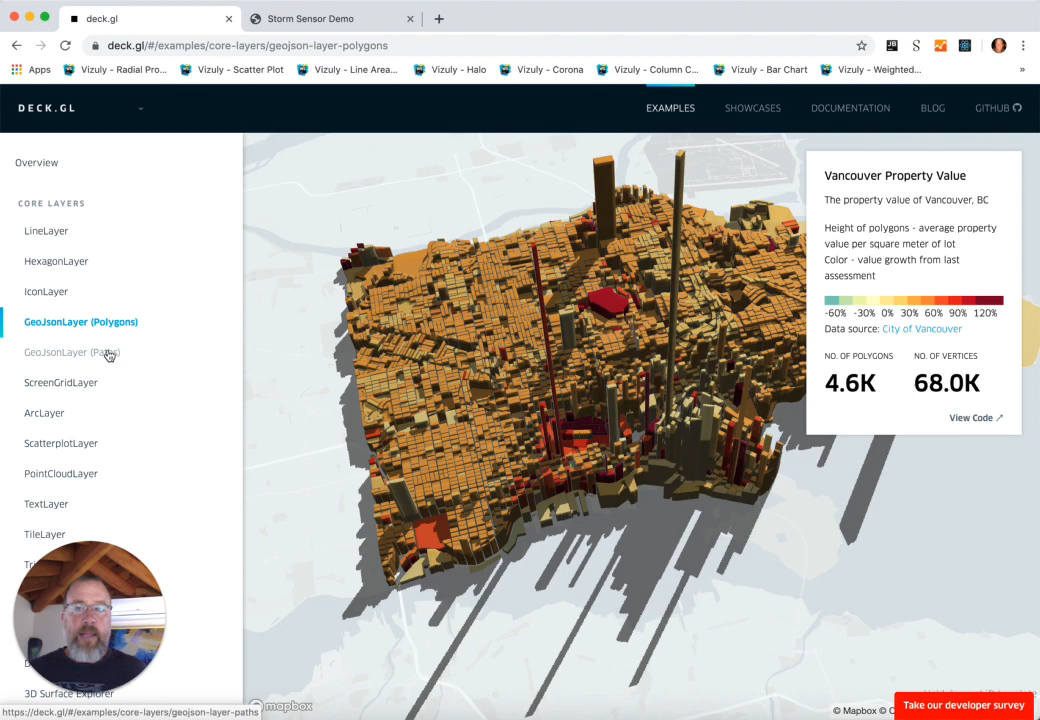 deck.gl
Storm Sensor Demo
deck.gl/#/examples/core-layers/geojson-layer-polygons
JB
Apps
Vizuly - Radial Pro...
Vizuly - Scatter Plot
Vizuly - Line Area...
Vizuly - Halo
Vizuly - Corona
Vizuly - Column C...
Vizuly - Bar Chart
Vizuly - Weighted...
»
DECK.GL
EXAMPLES
SHOWCASES
DOCUMENTATION
BLOG
GITHUB
Overview
CORE LAYERS
LineLayer
HexagonLayer
IconLayer
GeoJsonLayer (Polygons)
GeoJsonLayer (Paths)
ScreenGridLayer
ArcLayer
ScatterplotLayer
PointCloudLayer
TextLayer
TileLayer
3D Surface Explorer
https://deck.gl/#/examples/core-layers/geojson-layer-paths
Vancouver Property Value
The property value of Vancouver, BC
Height of polygons - average property
value per square meter of lot
Color - value growth from last
assessment
-60% -30% 0% 30% 60% 90% 120%
Data source: City of Vancouver
NO. OF POLYGONS
NO. OF VERTICES
4.6K
68.0K
View Code
mapbox
© Mapbox
Take our developer survey